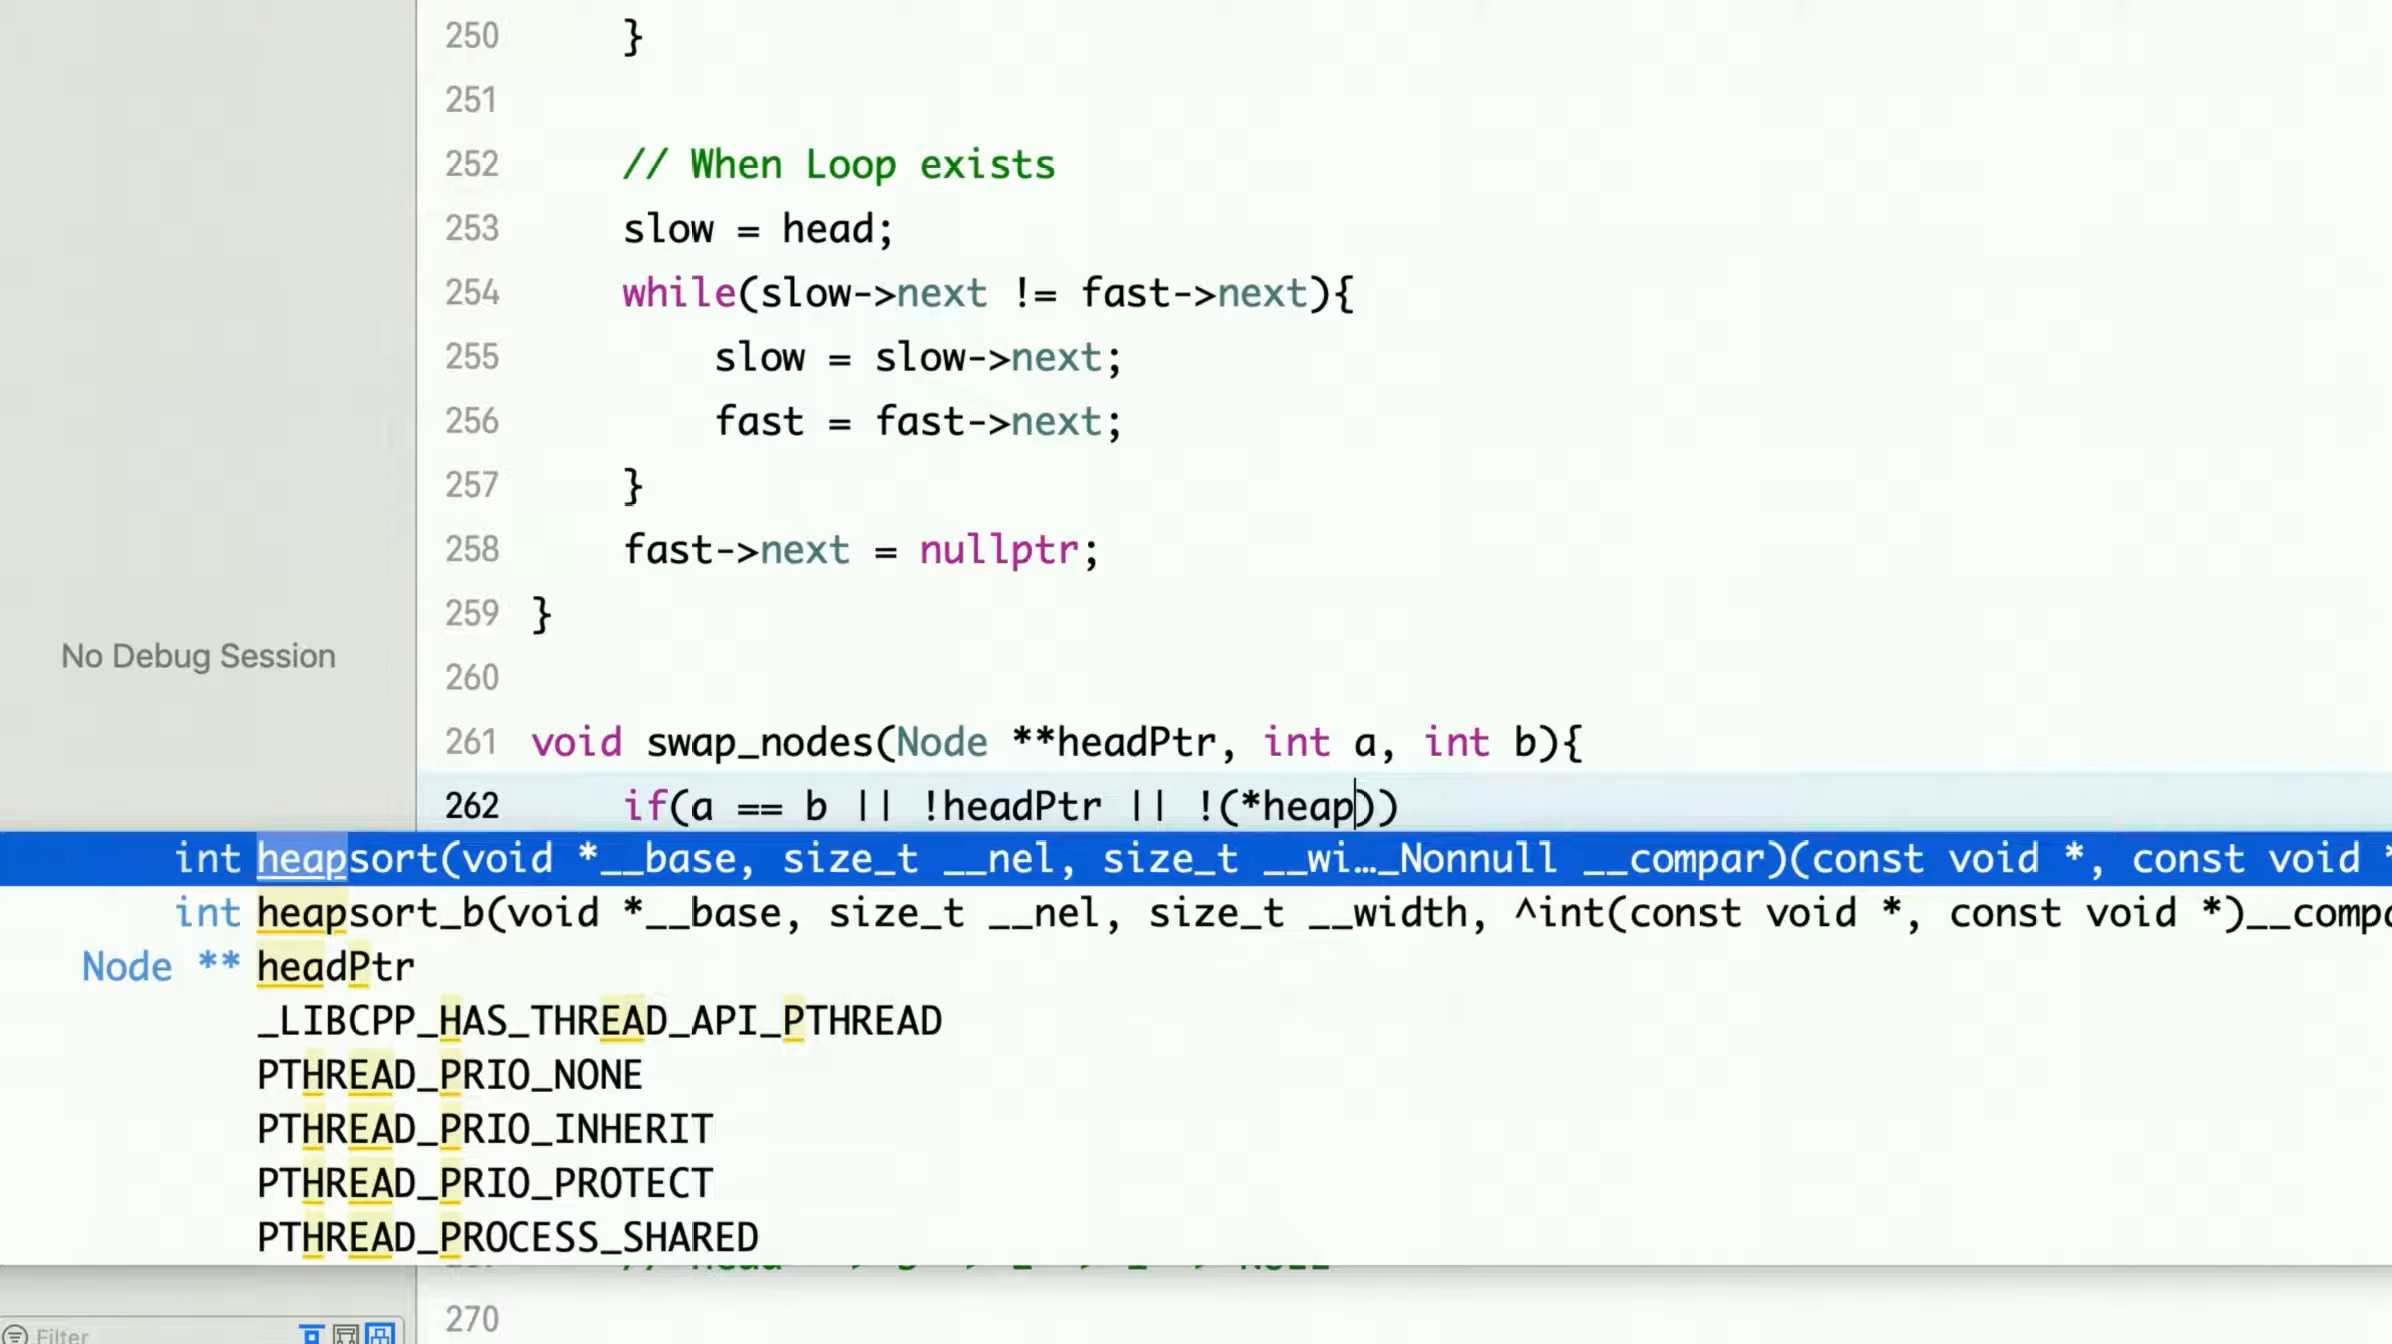 250 }
251
252 // When Loop exists
253 slow = head;
254 while(slow->next != fast->next){
255 slow = slow->next;
256 fast = fast->next;
257 }
258 fast->next = nullptr;
259 }
No Debug Session
260
261 void swap_nodes(Node **headPtr, int a, int b){
262 if(a == b || !headPtr || !(*heap))
int heapsort(void *__base, size_t __nel, size_t __wi…_Nonnull __compar)(const void *, const void *
int heapsort_b(void *__base, size_t __nel, size_t __width, ^int(const void *, const void *)__compa
Node ** headPtr
_LIBCPP_HAS_THREAD_API_PTHREAD
PTHREAD_PRIO_NONE
PTHREAD_PRIO_INHERIT
PTHREAD_PRIO_PROTECT
PTHREAD_PROCESS_SHARED
270
Filter